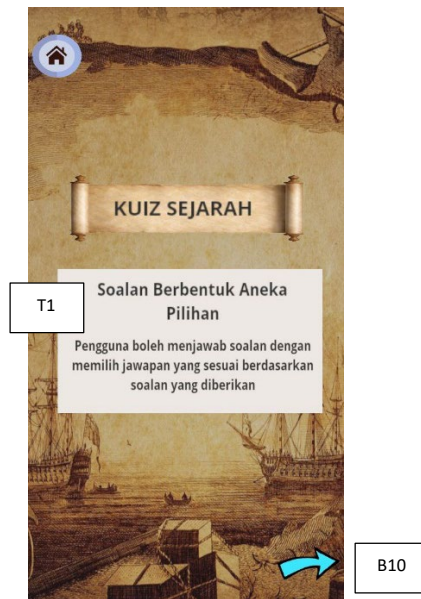 KUIZ SEJARAH
T1
Soalan Berbentuk Aneka
Pilihan
Pengguna boleh menjawab soalan dengan
memilih jawapan yang sesuai berdasarkan
soalan yang diberikan
B10